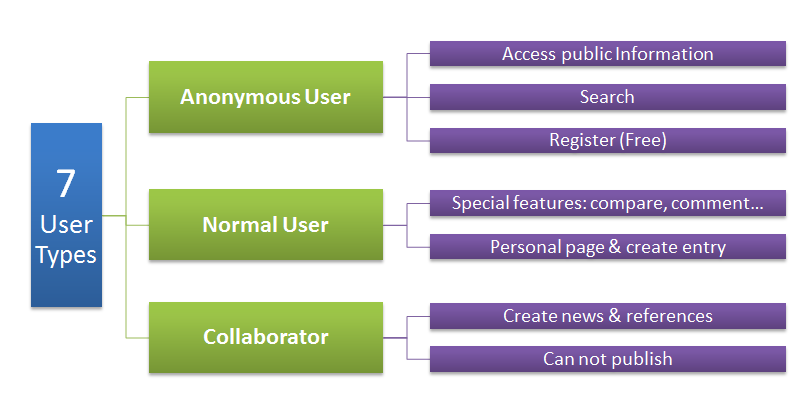 7
User
Types
Anonymous User
Access public Information
Search
Register (Free)
Normal User
Special features: compare, comment...
Personal page & create entry
Collaborator
Create news & references
Can not publish